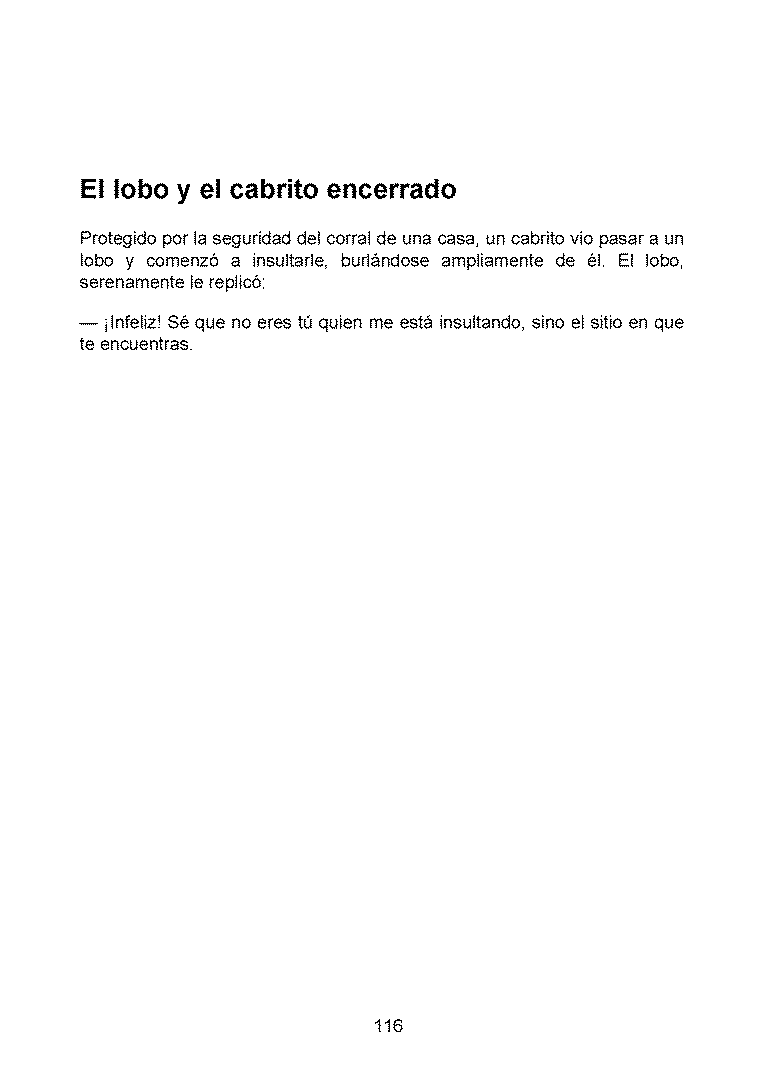 El lobo y el cabrito encerrado
Protegido por la seguridad del corral de una casa, un cabrito vio pasar a un
lobo y comenzó a insultarle, burlándose ampliamente de él. El lobo,
serenamente le replicó:
— ¡Infeliz! Sé que no eres tú quien me está insultando, sino el sitio en que
te encuentras.
116